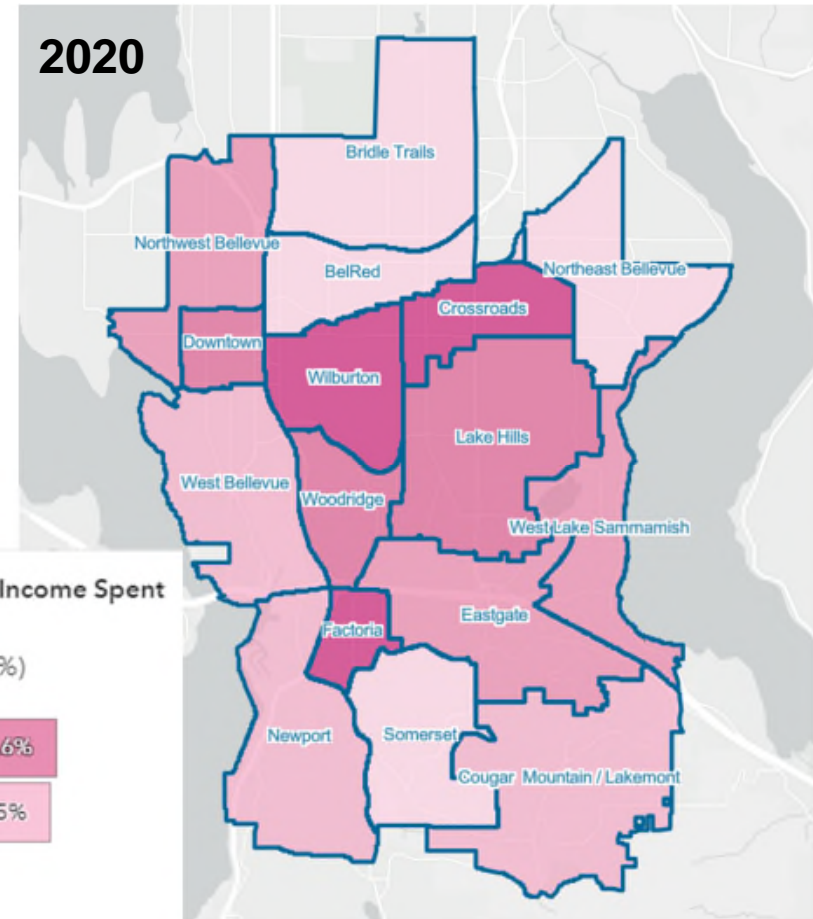 2020
Bridle Trails
Northwest Bellevue
BelRed
Northeast Bellevue
Crossroads
Downtown
Wilburton
Lake Hills
West Bellevue
Woodridge
West Lake Sammamish
Income Spent
Eastgate
Factoria
%)
Newport
Somerset
6%
Cougar Mountain / Lakemont
5%